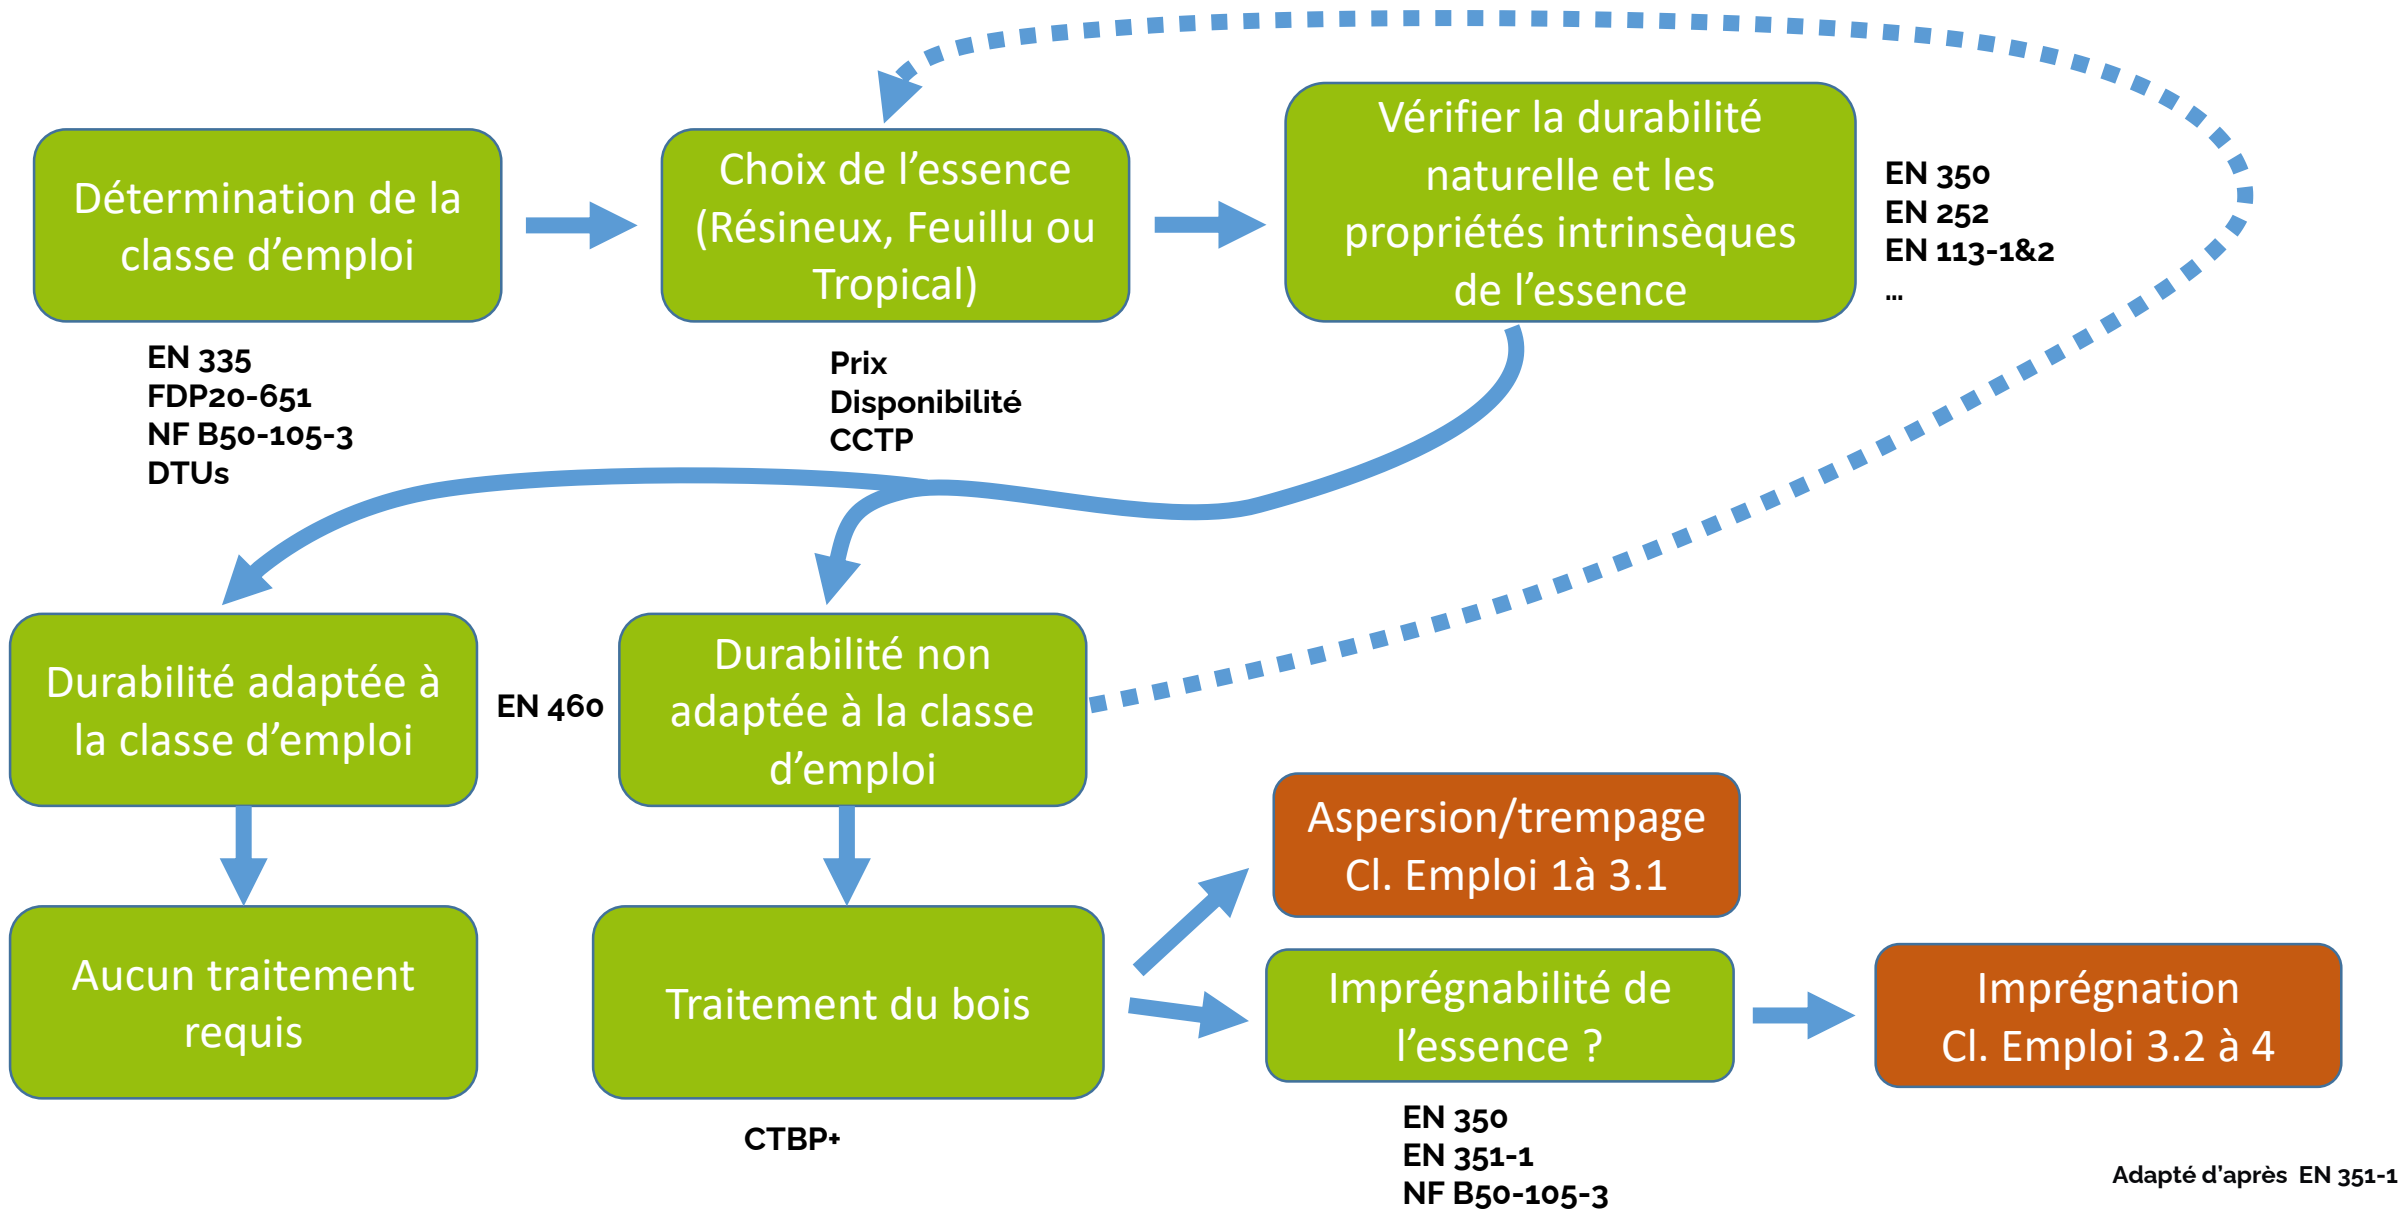 Détermination de la
classe d’emploi
EN 335
FDP20-651
NF B50-105-3
DTUs
Choix de l’essence
(Résineux, Feuillu ou
Tropical)
Prix
Disponibilité
CCTP
Vérifier la durabilité
naturelle et les
propriétés intrinsèques
de l’essence
EN 350
EN 252
EN 113-1&2
...
Durabilité adaptée à
la classe d’emploi
EN 460
Durabilité non
adaptée à la classe
d’emploi
Aucun traitement
requis
Traitement du bois
CTBP+
Aspersion/trempage
Cl. Emploi 1à 3.1
Imprégnabilité de
l’essence ?
EN 350
EN 351-1
NF B50-105-3
Imprégnation
Cl. Emploi 3.2 à 4
Adapté d’après EN 351-1